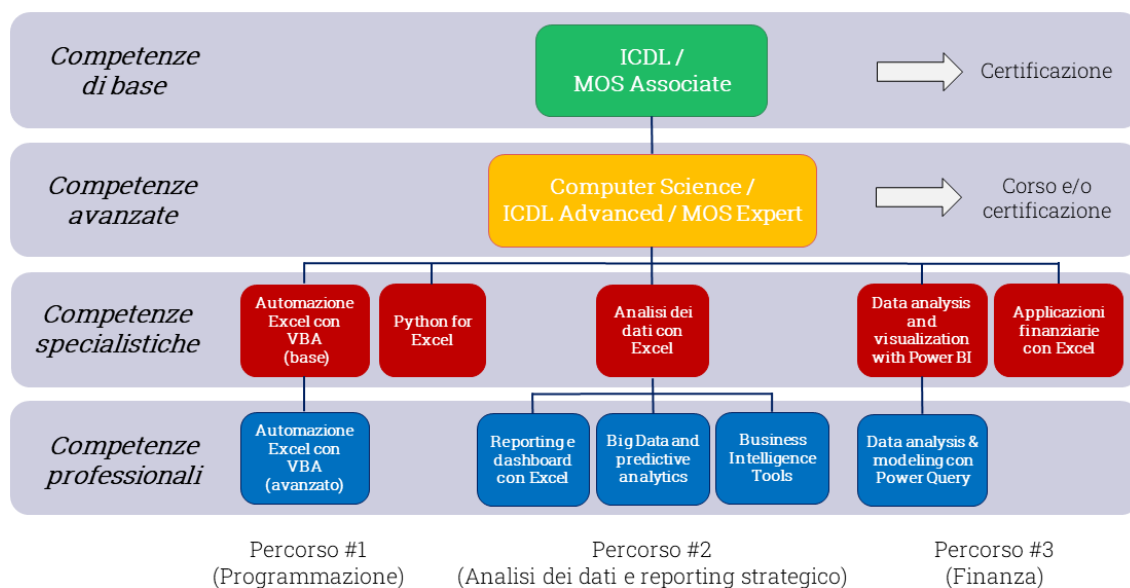 Competenze
di base
ICDL /
MOS Associate
Certificazione
Competenze
avanzate
Computer Science /
ICDL Advanced / MOS Expert
Corso e/o
certificazione
Competenze
specialistiche
Automazione
Excel con
VBA
(base)
Python for
Excel
Analisi dei
dati con
Excel
Data analysis
and
visualization
with Power BI
Applicazioni
finanziarie
con Excel
Competenze
professionali
Automazione
Excel con
VBA
(avanzato)
Reporting e
dashboard
con Excel
Big Data and
predictive
analytics
Business
Intelligence
Tools
Data analysis &
modeling con
Power Query
Percorso #1
(Programmazione)
Percorso #2
(Analisi dei dati e reporting strategico)
Percorso #3
(Finanza)